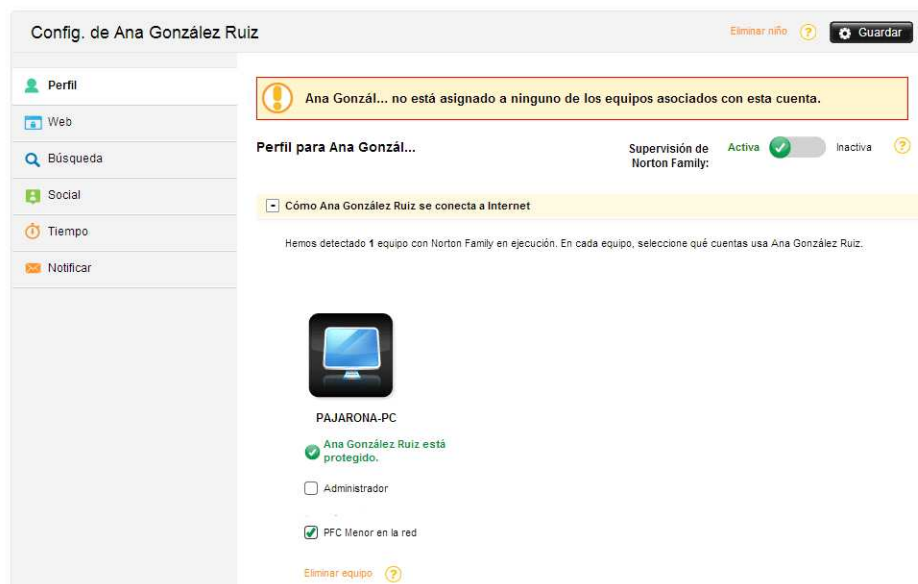 Config. de Ana González Ruiz
Eliminar niño ? Guardar
Perfil
Web
Búsqueda
Social
Tiempo
Notificar
Ana Gonzál... no está asignado a ninguno de los equipos asociados con esta cuenta.
Perfil para Ana Gonzál...
Supervisión de
Norton Family:
Activa Inactiva ?
Cómo Ana González Ruiz se conecta a Internet
Hemos detectado 1 equipo con Norton Family en ejecución. En cada equipo, seleccione qué cuentas usa Ana González Ruiz.
PAJARONA-PC
Ana González Ruiz está
protegido.
Administrador
PFC Menor en la red
Eliminar equipo ?